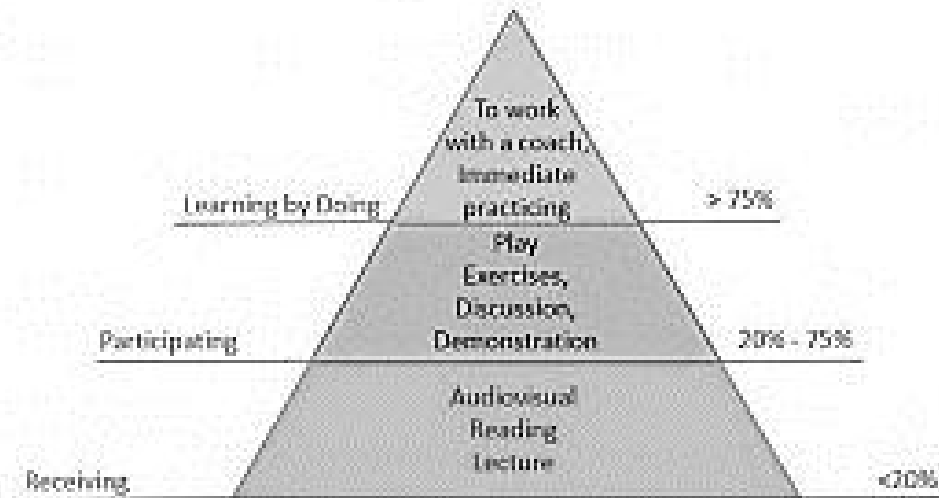 To work
with a coach,
Immediate
practicing
Learning by Doing
> 75%
Play
Exercises,
Discussion,
Demonstration
Participating
20% - 75%
Audiovisual
Reading
Lecture
Receiving
<20%